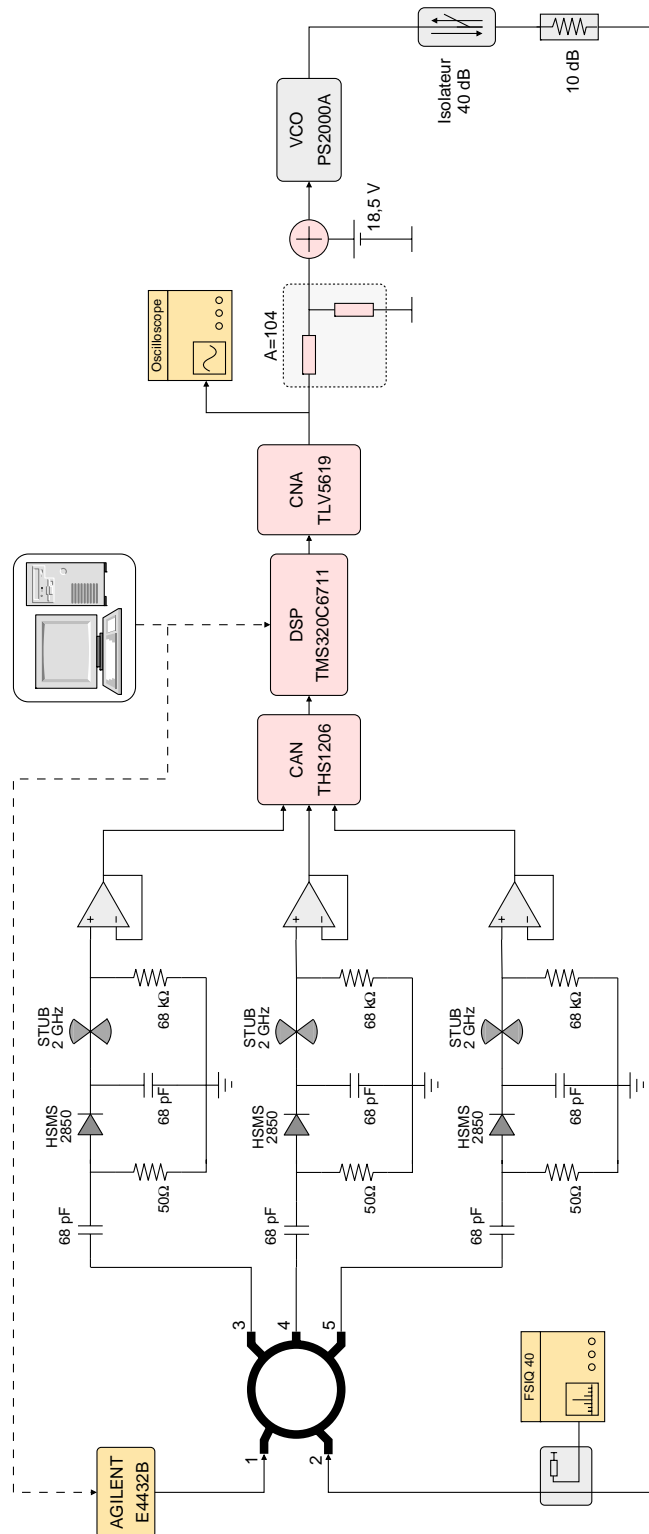 AGILENT
E4432B
1
2
3
4
5
FSIQ 40
68 pF
50Ω
HSMS
2850
68 pF
STUB
2 GHz
68 kΩ
+
−
68 pF
50Ω
HSMS
2850
68 pF
STUB
2 GHz
68 kΩ
+
−
68 pF
50Ω
HSMS
2850
68 pF
STUB
2 GHz
68 kΩ
+
−
CAN
THS1206
DSP
TMS320C6711
CNA
TLV5619
Oscilloscope
A=104
18,5 V
VCO
PS2000A
Isolateur
40 dB
10 dB